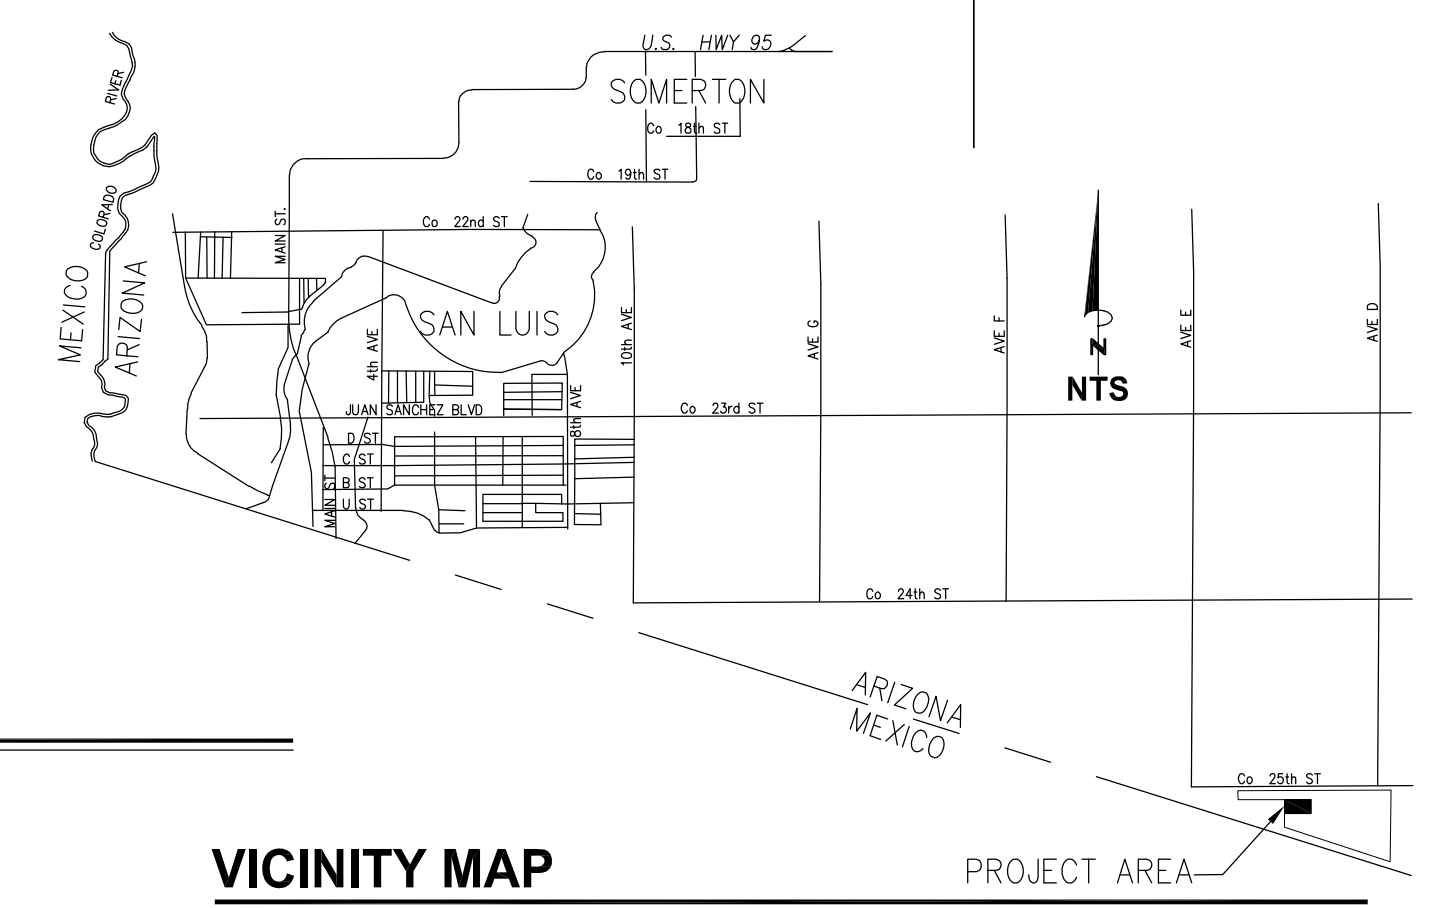 U.S. HWY 95
SOMERTON
RIVER
Co 18th ST
Co 19th ST
COLORADO
MAIN ST.
Co 22nd ST
MEXICO
ARIZONA
SAN LUIS
4th AVE
10th AVE
AVE G
AVE F
AVE E
AVE D
N
NTS
8th AVE
JUAN SANCHEZ BLVD
Co 23rd ST
D ST
C ST
B ST
U ST
MAIN ST
Co 24th ST
ARIZONA
MEXICO
Co 25th ST
PROJECT AREA
VICINITY MAP